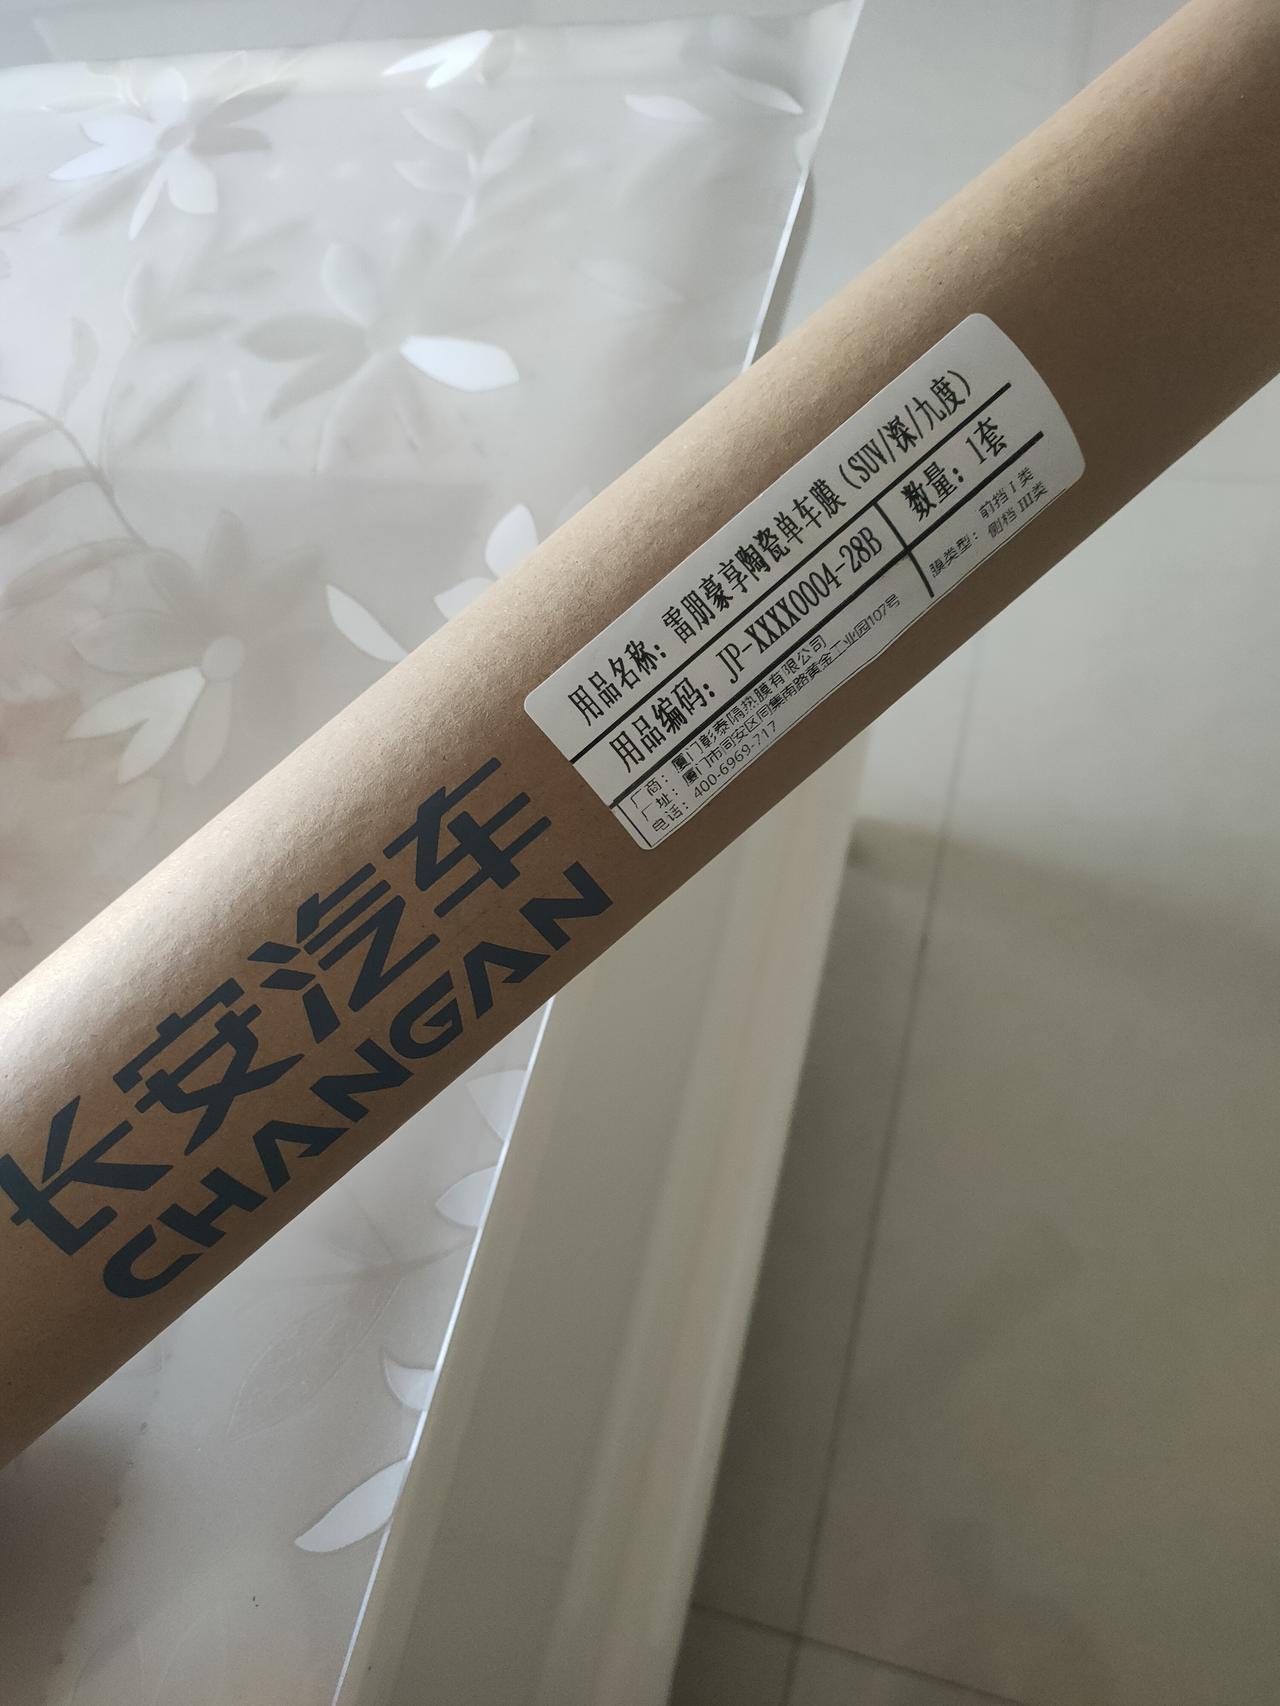 用品名称：雷朋豪享陶瓷单车膜（SUV/深/九度）
用品编码：JP-XXXX0004-28B
数量：1套
厂商：厦门彰泰隔热膜有限公司
厂址：厦门市同安区同集南路黄金工业园107号
电话：400-6969-717
膜类型：
前挡 I 类
侧档 III类
长安汽车
CHANGAN